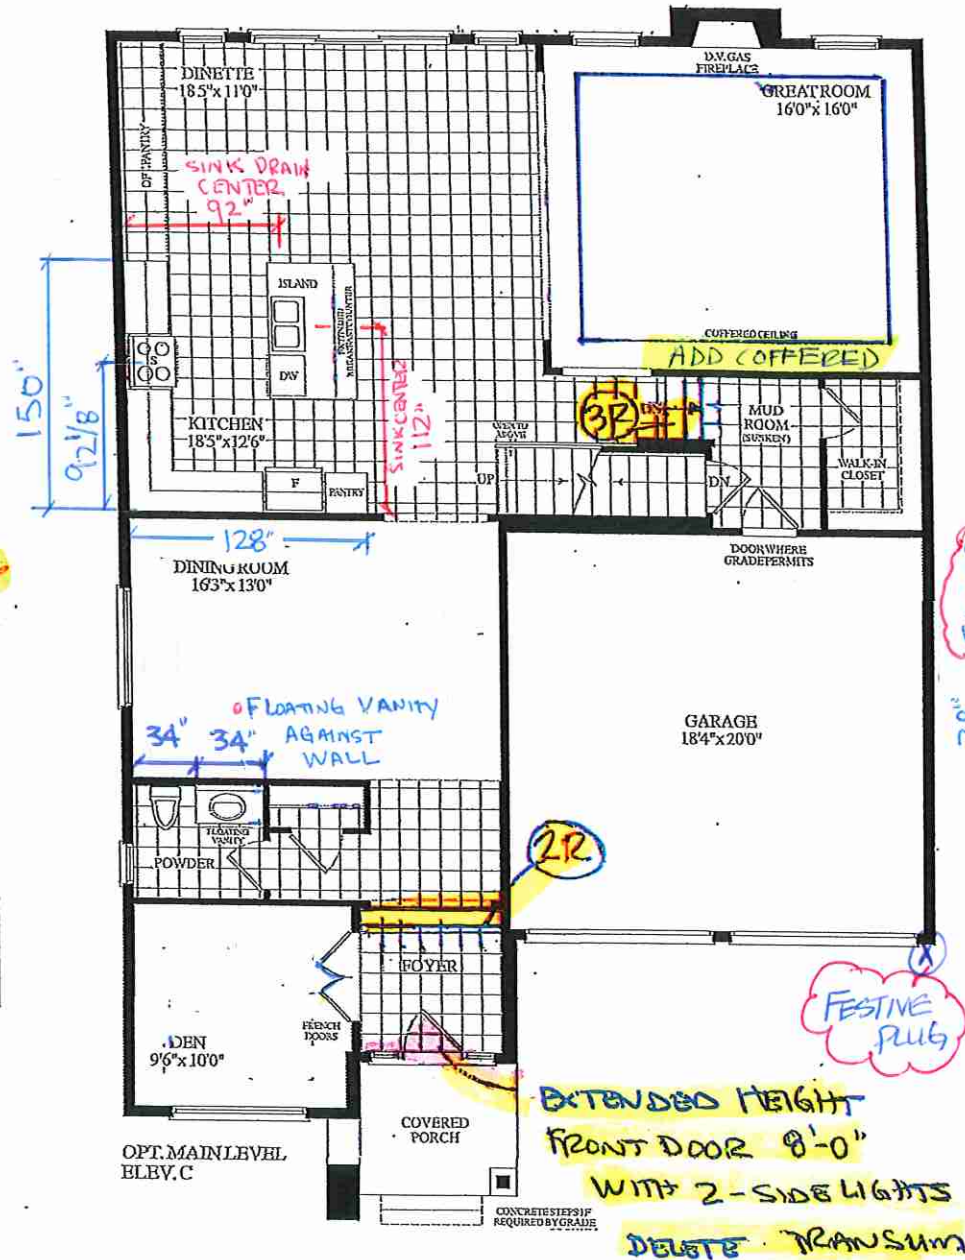 D.V. GAS
FIREPLACE
DINETTE
18'5"x11'0"
GREAT ROOM
16'0"x16'0"
OPT. PANTRY
SINK DRAIN
CENTER
92"
ISLAND
EXTENDED
BREAKFAST COUNTER
COFFERED CEILING
ADD COFFERED
S
D/W
150"
92 1/8"
SINK CENTER
112"
3R
KITCHEN
18'5"x12'6"
MUD
ROOM
(SUNKEN)
WALK-IN
CLOSET
F
PANTRY
UP
DN
DOOR WHERE
GRADE PERMITS
128"
DINING ROOM
16'3"x13'0"
FLOATING VANITY
AGAINST
WALL
34"
34"
GARAGE
18'4"x20'0"
FLOATING
VANITY
POWDER
2R
FOYER
X
FESTIVE
PLUG
DEN
9'6"x10'0"
FRENCH
DOORS
COVERED
PORCH
EXTENDED HEIGHT
FRONT DOOR 8'-0"
WITH 2-SIDE LIGHTS
DELETE TRANSUM
OPT. MAIN LEVEL
ELEV. C
CONCRETE STEPS IF
REQUIRED BY GRADE